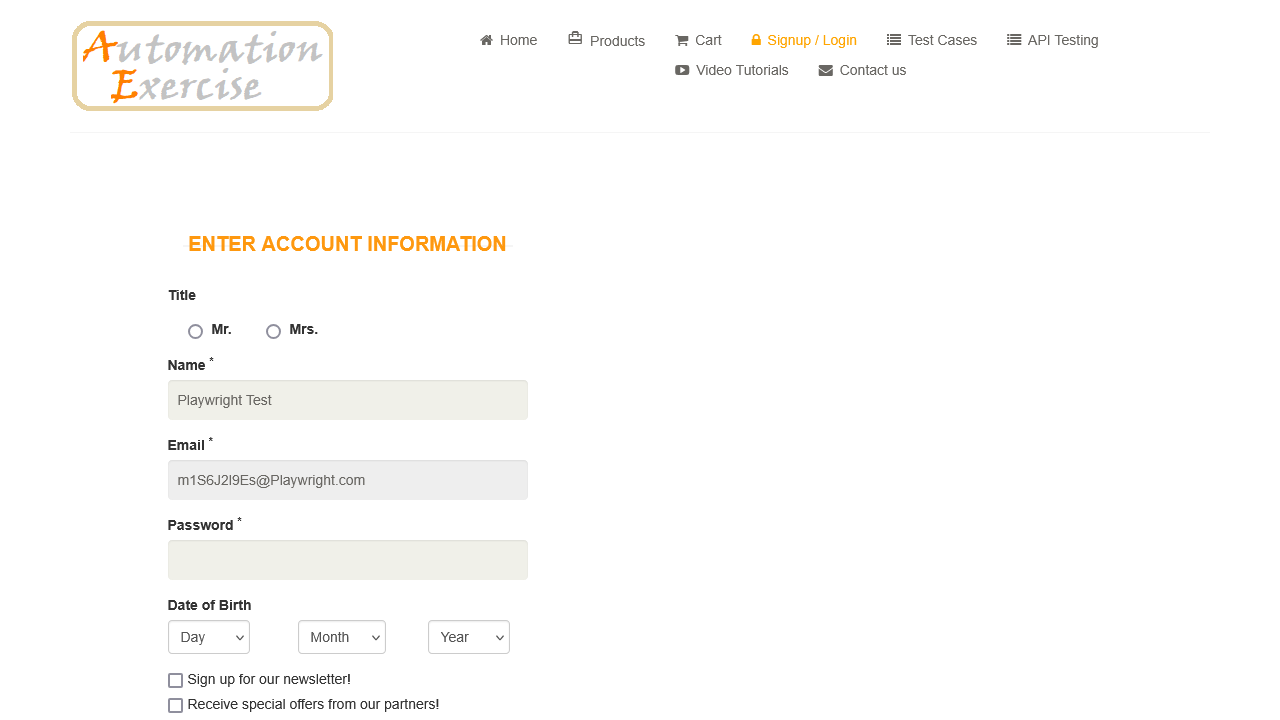 Automation
Exercise
Home Products Cart Signup / Login Test Cases API Testing
Video Tutorials Contact us
ENTER ACCOUNT INFORMATION
Title
Mr. Mrs.
Name *
Playwright Test
Email *
m1S6J2l9Es@Playwright.com
Password *
Date of Birth
Day Month Year
Sign up for our newsletter!
Receive special offers from our partners!